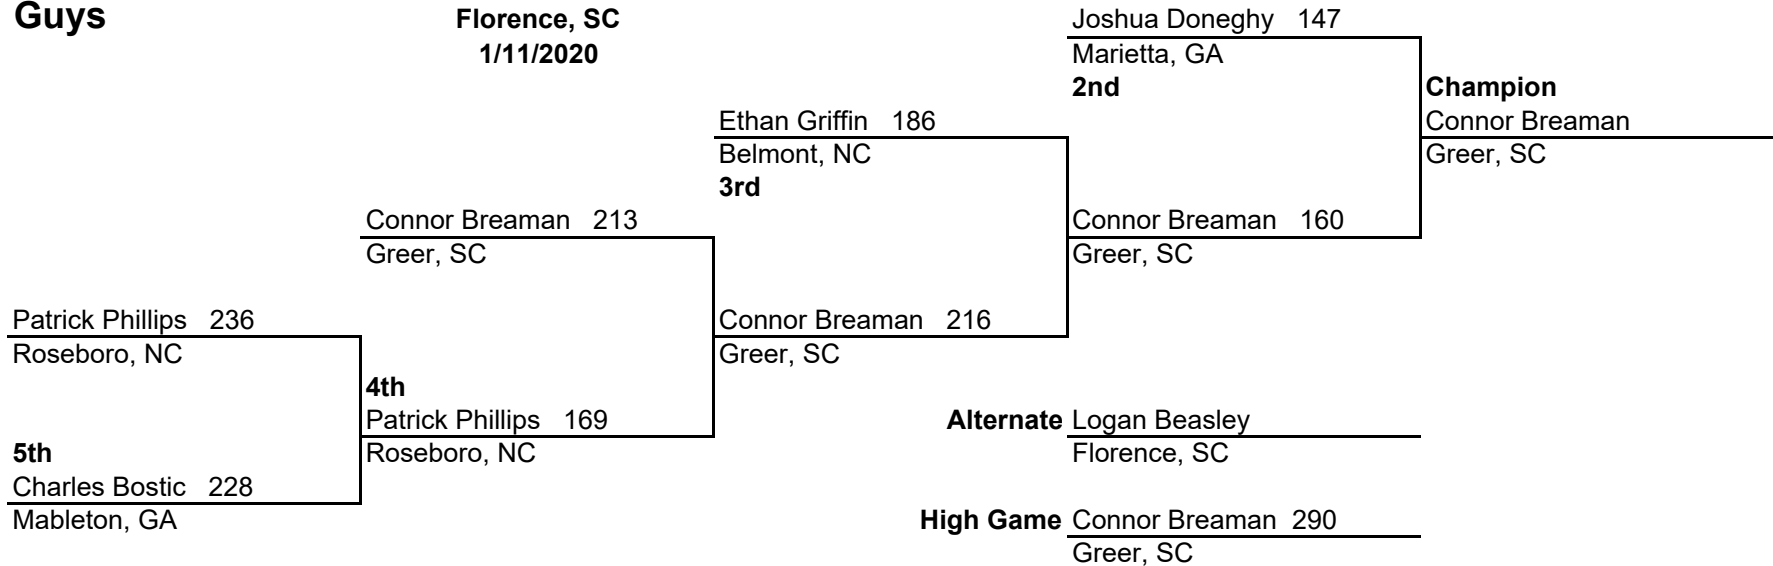 Guys
Florence, SC
1/11/2020
Joshua Doneghy 147
Marietta, GA
2nd
Champion
Connor Breaman
Greer, SC
Ethan Griffin 186
Belmont, NC
3rd
Connor Breaman 213
Greer, SC
Connor Breaman 160
Greer, SC
Patrick Phillips 236
Roseboro, NC
Connor Breaman 216
Greer, SC
4th
Patrick Phillips 169
Roseboro, NC
5th
Charles Bostic 228
Mableton, GA
Alternate Logan Beasley
Florence, SC
High Game Connor Breaman 290
Greer, SC